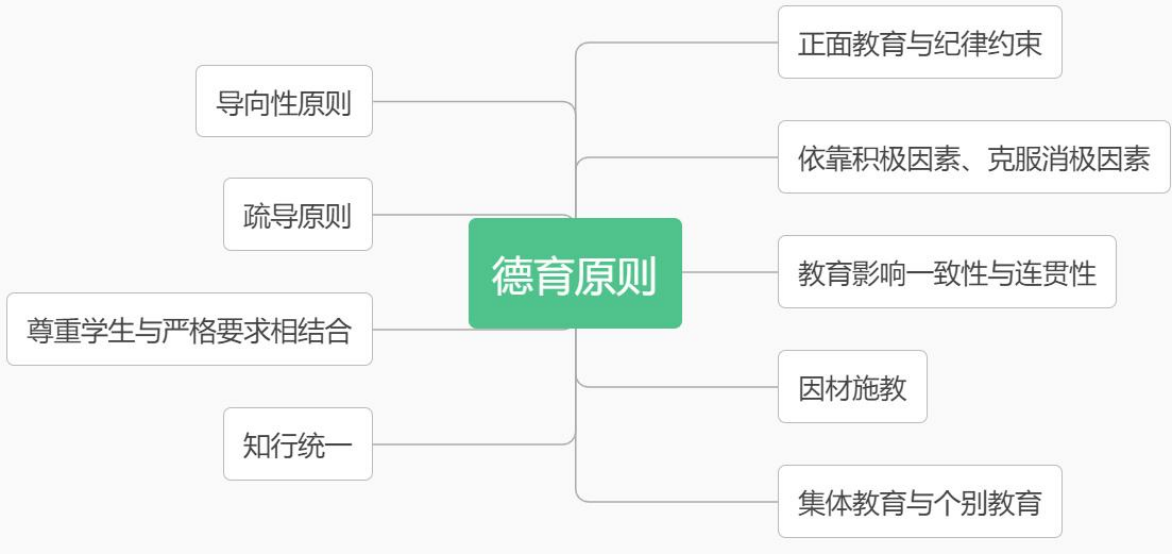 德育原则
正面教育与纪律约束
依靠积极因素、克服消极因素
教育影响一致性与连贯性
因材施教
集体教育与个别教育
导向性原则
疏导原则
尊重学生与严格要求相结合
知行统一